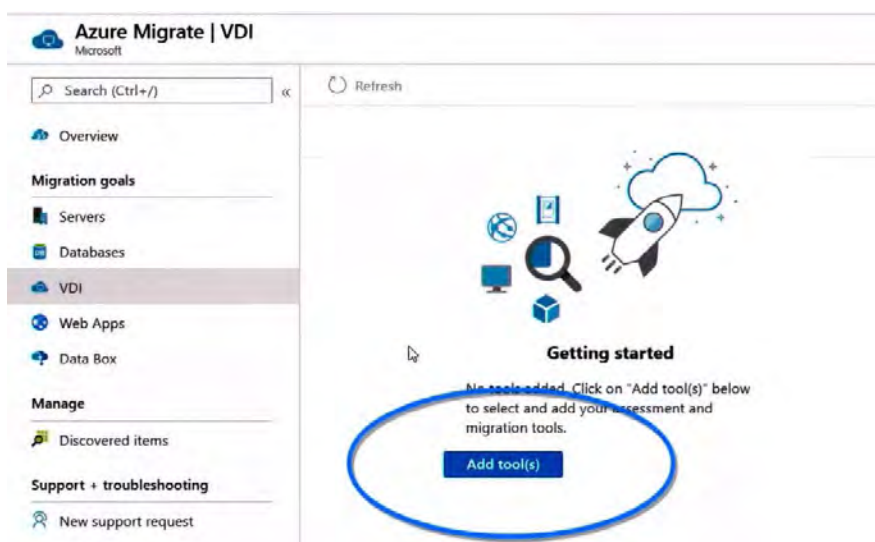 Azure Migrate | VDI
Microsoft
Search (Ctrl+/)
«
Refresh
Overview
Migration goals
Servers
Databases
VDI
Web Apps
Data Box
Manage
Discovered items
Support + troubleshooting
New support request
Getting started
No tools added. Click on "Add tool(s)" below
to select and add your assessment and
migration tools.
Add tool(s)